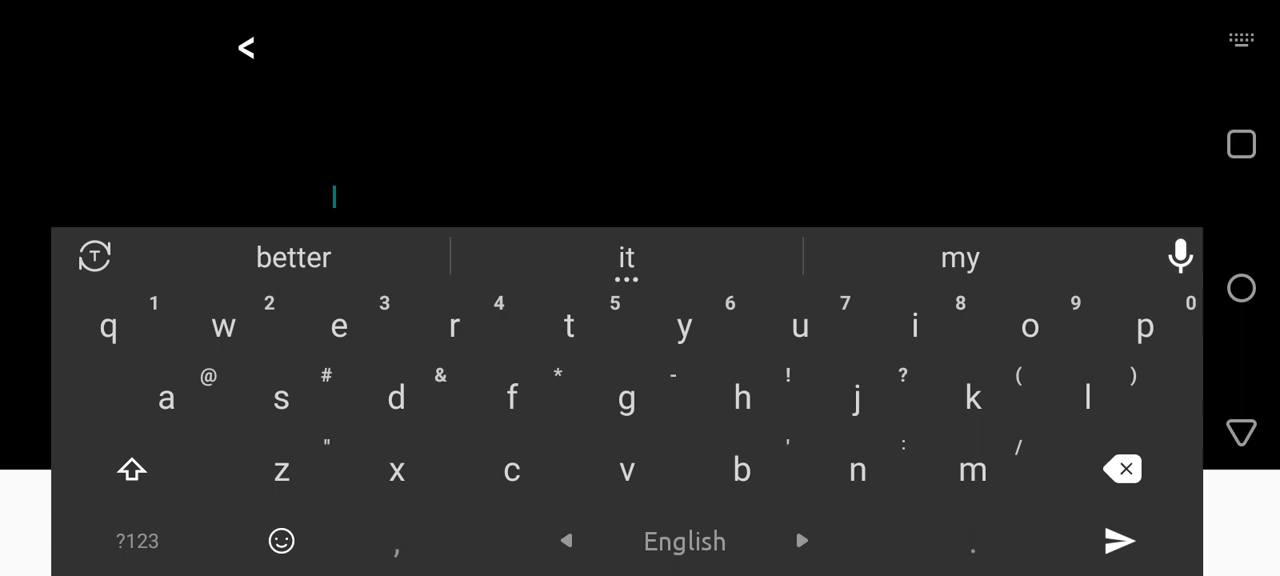 <
better it my
1 2 3 4 5 6 7 8 9 0
q w e r t y u i o p
@ # & * - ! ? ( )
a s d f g h j k l
" ' : /
z x c v b n m
?123 , English .